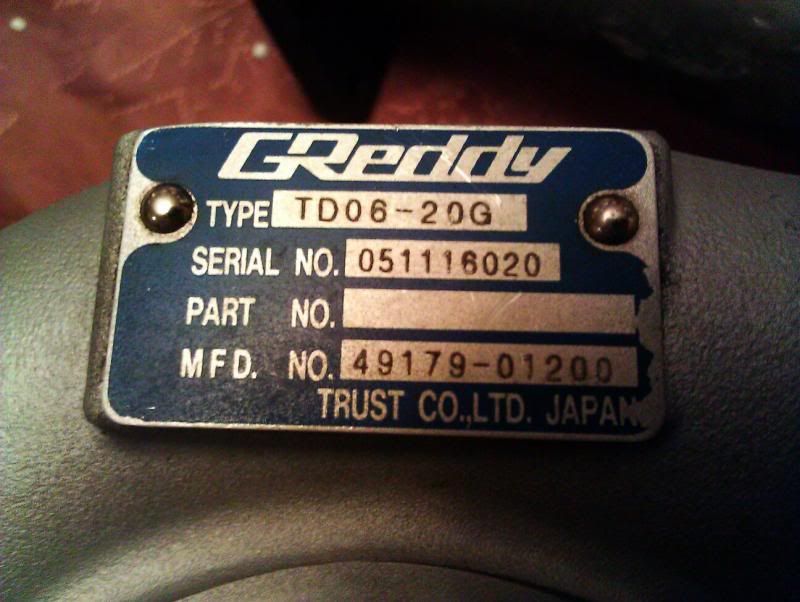 GReddy
TYPE TD06-20G
SERIAL NO. 051116020
PART NO.
MFD. NO. 49179-01200
TRUST CO.,LTD. JAPAN